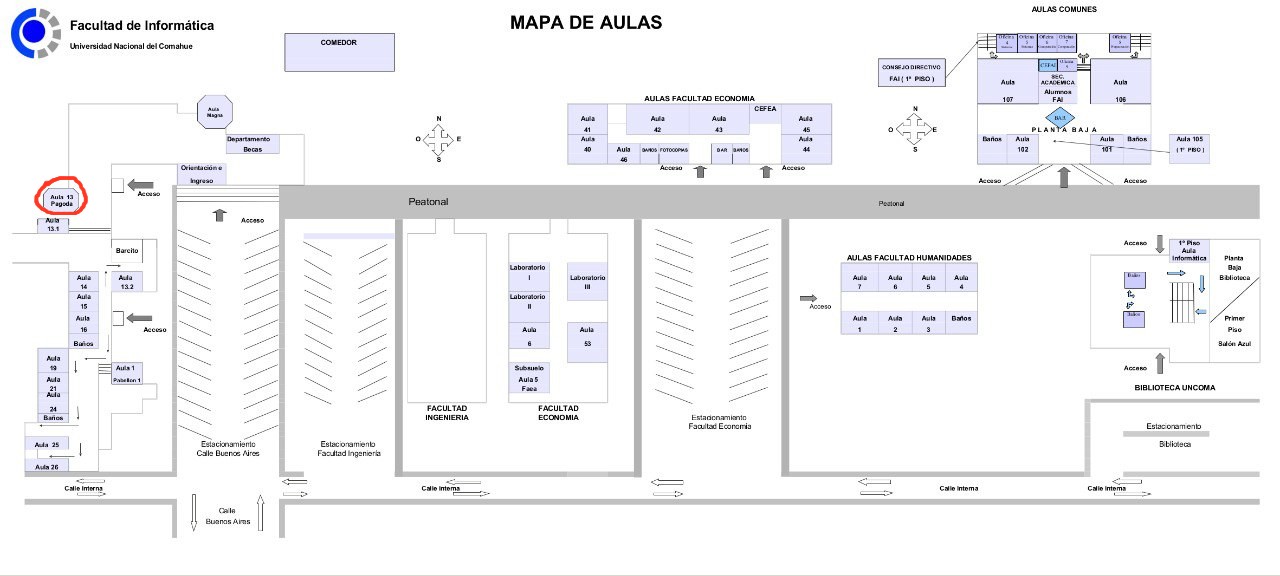 Facultad de Informática
Universidad Nacional del Comahue
MAPA DE AULAS
COMEDOR
Aula
Magna
Departamento
Becas
Orientación e
Ingreso
Acceso
Acceso
Aula 13
Pagoda
Aula
13.1
Barcito
Aula
14
Aula
13.2
Aula
15
Aula
16
Acceso
Baños
Aula
19
Aula
21
Aula
24
Baños
Aula 1
Pabellon 1
Aula 25
Aula 26
Calle Interna
Estacionamiento
Calle Buenos Aires
Calle
Buenos Aires
Estacionamiento
Facultad Ingeniería
N
O
E
S
Peatonal
AULAS FACULTAD ECONOMIA
CEFEA
Aula
41
Aula
42
Aula
43
Aula
45
Aula
40
Aula
46
BAÑOS
FOTOCOPIAS
BAR
BAÑOS
Aula
44
Acceso
Acceso
FACULTAD
INGENIERIA
Laboratorio
I
Laboratorio
II
Laboratorio
III
Aula
6
Aula
53
Subsuelo
Aula 5
Faea
FACULTAD
ECONOMIA
Calle Interna
Estacionamiento
Facultad Economia
AULAS COMUNES
CONSEJO DIRECTIVO
FAI ( 1º PISO )
Oficina
Oficina
Oficina
Oficina
Oficina
Aula
107
CEFAI
Oficina
SEC.
ACADEMICA
Alumnos
FAI
Aula
106
BAR
PLANTA BAJA
Baños
Aula
102
Aula
101
Baños
Aula 105
( 1º PISO )
N
O
E
S
Acceso
Acceso
Peatonal
AULAS FACULTAD HUMANIDADES
Aula
7
Aula
6
Aula
5
Aula
4
Acceso
Aula
1
Aula
2
Aula
3
Baños
Acceso
1º Piso
Aula
Informática
Planta
Baja
Biblioteca
Baños
Baños
Primer
Piso
Salón Azul
Acceso
BIBLIOTECA UNCOMA
Estacionamiento
Biblioteca
Calle Interna
Calle Interna